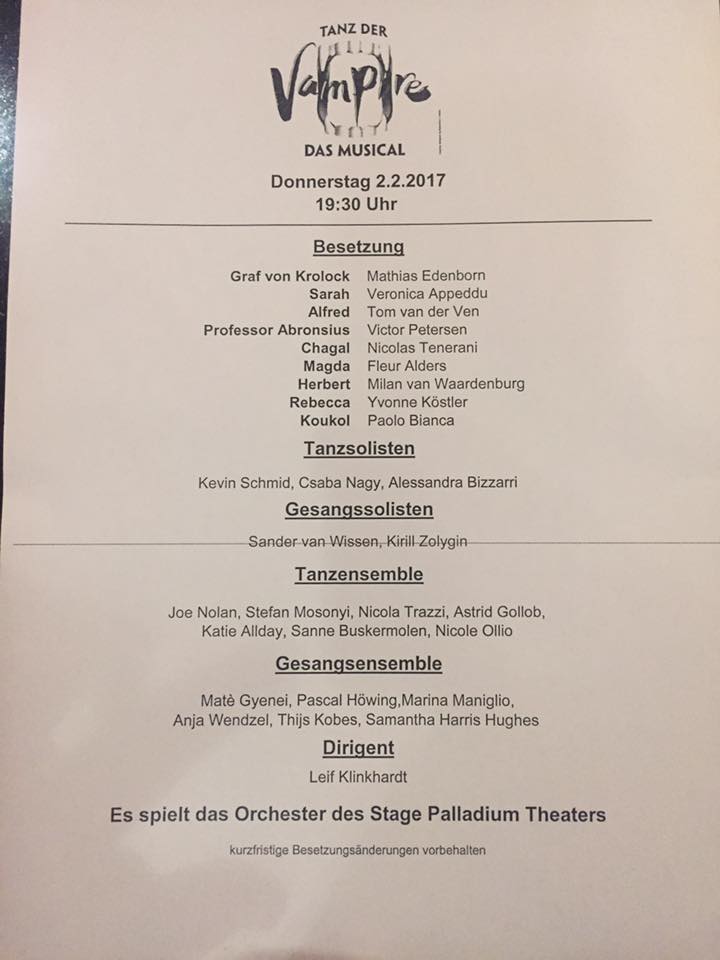 TANZ DER
Vampire
DAS MUSICAL
Donnerstag 2.2.2017
19:30 Uhr
Besetzung
Graf von Krolock Mathias Edenborn
Sarah Veronica Appeddu
Alfred Tom van der Ven
Professor Abronsius Victor Petersen
Chagal Nicolas Tenerani
Magda Fleur Alders
Herbert Milan van Waardenburg
Rebecca Yvonne Köstler
Koukol Paolo Bianca
Tanzsolisten
Kevin Schmid, Csaba Nagy, Alessandra Bizzarri
Gesangssolisten
Sander van Wissen, Kirill Zolygin
Tanzensemble
Joe Nolan, Stefan Mosonyi, Nicola Trazzi, Astrid Gollob,
Katie Allday, Sanne Buskermolen, Nicole Ollio
Gesangsensemble
Matè Gyenei, Pascal Höwing,Marina Maniglio,
Anja Wendzel, Thijs Kobes, Samantha Harris Hughes
Dirigent
Leif Klinkhardt
Es spielt das Orchester des Stage Palladium Theaters
kurzfristige Besetzungsänderungen vorbehalten